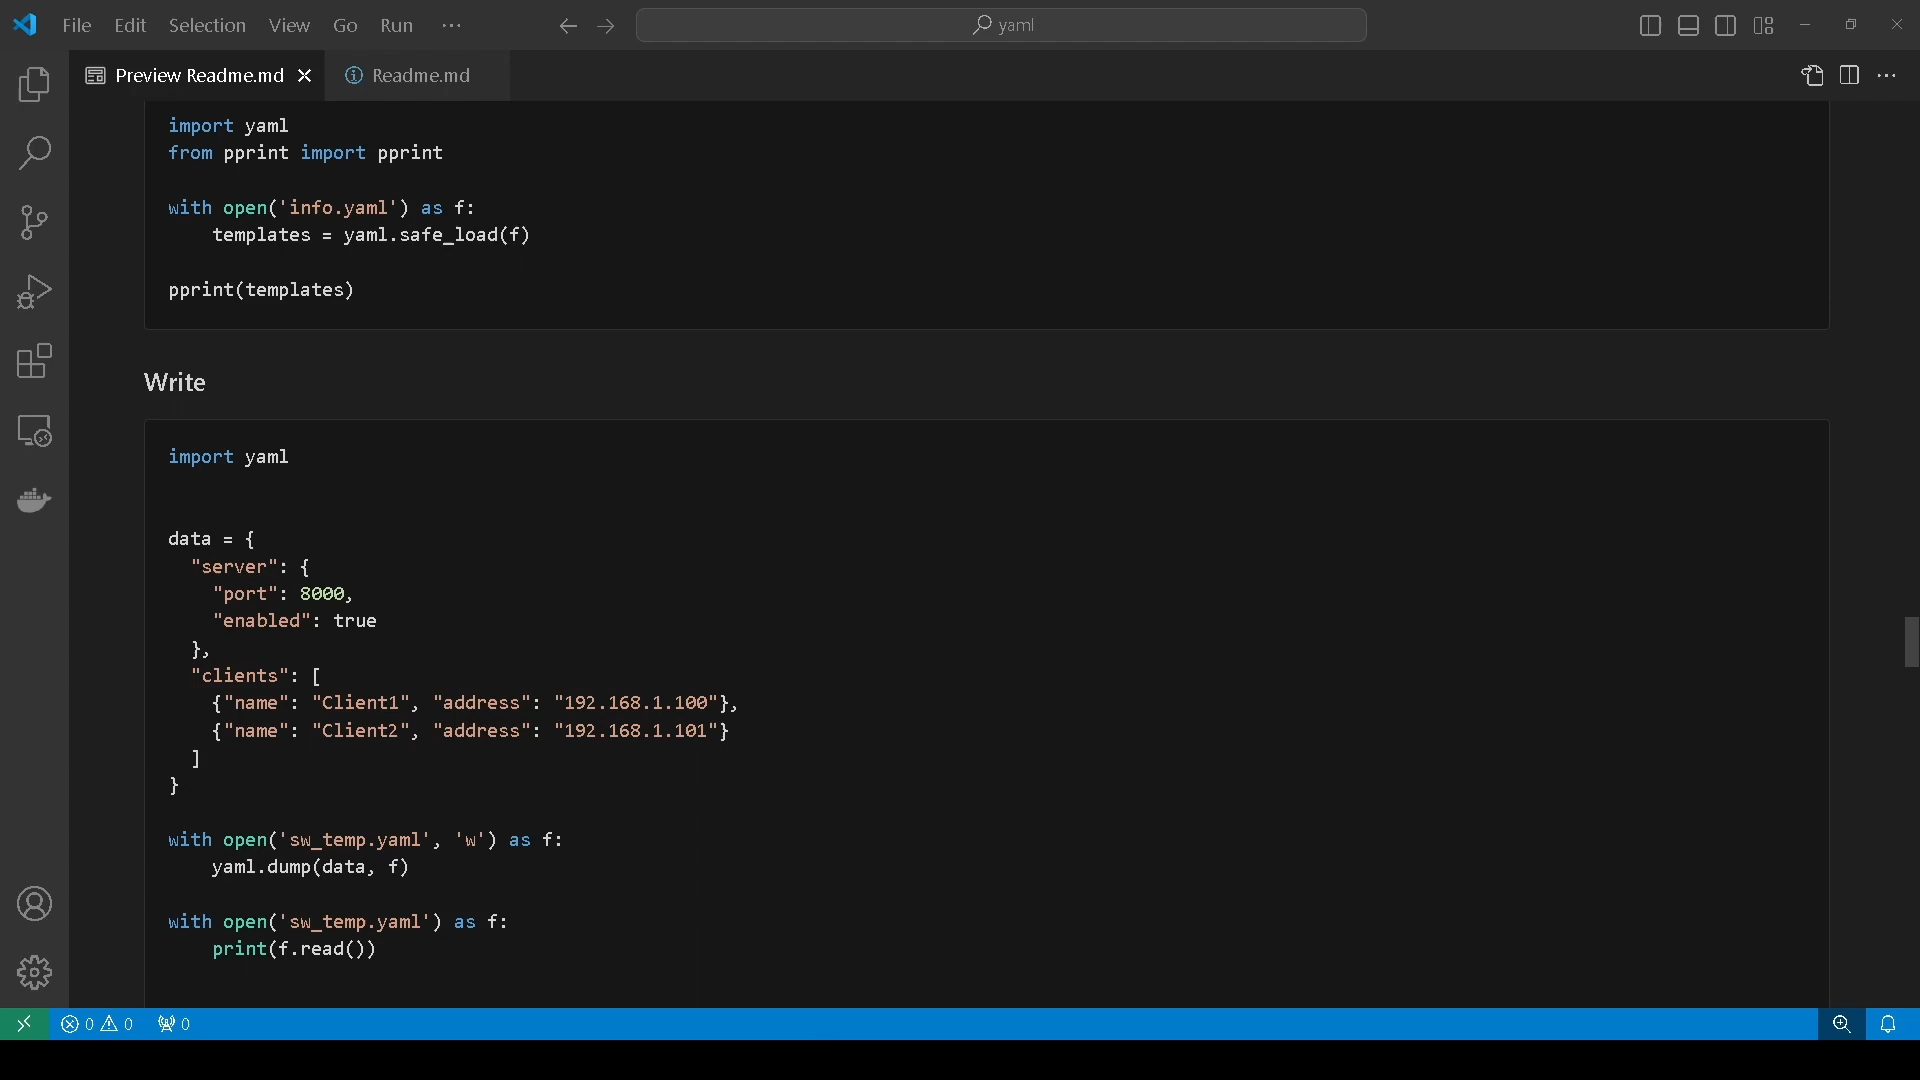 File Edit Selection View Go Run ···
yaml
Preview Readme.md
Readme.md
import yaml
from pprint import pprint
with open('info.yaml') as f:
    templates = yaml.safe_load(f)
pprint(templates)
Write
import yaml
data = {
  "server": {
    "port": 8000,
    "enabled": true
  },
  "clients": [
    {"name": "Client1", "address": "192.168.1.100"},
    {"name": "Client2", "address": "192.168.1.101"}
  ]
}
with open('sw_temp.yaml', 'w') as f:
    yaml.dump(data, f)
with open('sw_temp.yaml') as f:
    print(f.read())
0 0 0